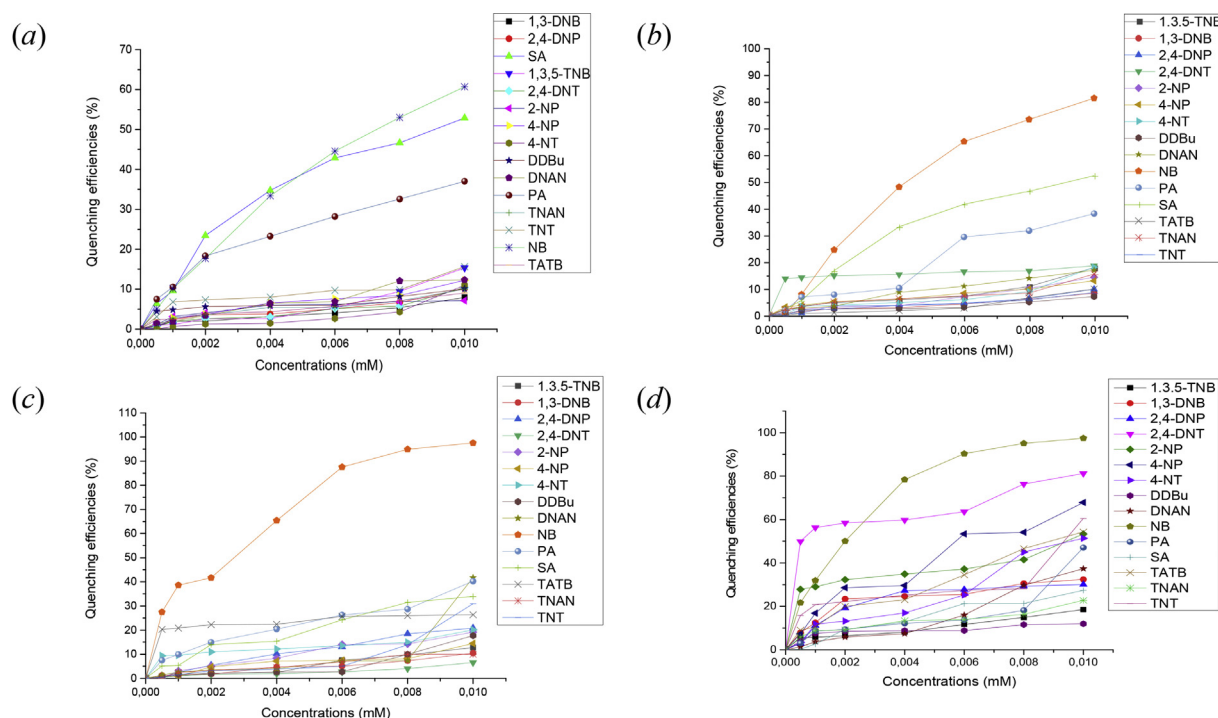 (a)
Quenching efficiencies (%)
70
60
50
40
30
20
10
0
0,000 0,002 0,004 0,006 0,008 0,010
Concentrations (mM)
1,3-DNB
2,4-DNP
SA
1,3,5-TNB
2,4-DNT
2-NP
4-NP
4-NT
DDBu
DNAN
PA
TNAN
TNT
NB
TATB
(b)
Quenching efficiencies (%)
100
90
80
70
60
50
40
30
20
10
0
0,000 0,002 0,004 0,006 0,008 0,010
Concentrations (mM)
1.3.5-TNB
1,3-DNB
2,4-DNP
2,4-DNT
2-NP
4-NP
4-NT
DDBu
DNAN
NB
PA
SA
TATB
TNAN
TNT
(c)
Quenching efficiencies (%)
110
100
90
80
70
60
50
40
30
20
10
0
0,000 0,002 0,004 0,006 0,008 0,010
Concentrations (mM)
1.3.5-TNB
1,3-DNB
2,4-DNP
2,4-DNT
2-NP
4-NP
4-NT
DDBu
DNAN
NB
PA
SA
TATB
TNAN
TNT
(d)
Quenching efficiencies (%)
100
80
60
40
20
0
0,000 0,002 0,004 0,006 0,008 0,010
Concentrations (mM)
1.3.5-TNB
1,3-DNB
2,4-DNP
2,4-DNT
2-NP
4-NP
4-NT
DDBu
DNAN
NB
PA
SA
TATB
TNAN
TNT